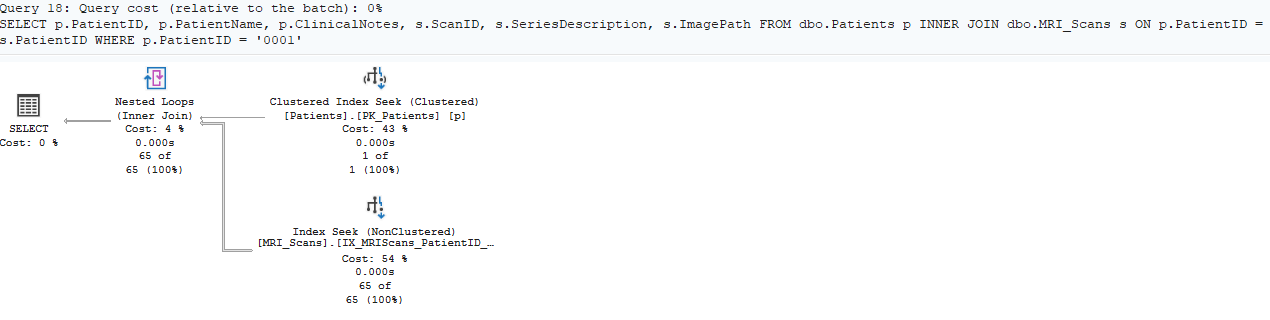 Query 18: Query cost (relative to the batch): 0%
SELECT p.PatientID, p.PatientName, p.ClinicalNotes, s.ScanID, s.SeriesDescription, s.ImagePath FROM dbo.Patients p INNER JOIN dbo.MRI_Scans s ON p.PatientID =
s.PatientID WHERE p.PatientID = '0001'
SELECT
Cost: 0 %
Nested Loops
(Inner Join)
Cost: 4 %
0.000s
65 of
65 (100%)
Clustered Index Seek (Clustered)
[Patients].[PK_Patients] [p]
Cost: 43 %
0.000s
1 of
1 (100%)
Index Seek (NonClustered)
[MRI_Scans].[IX_MRIScans_PatientID_…
Cost: 54 %
0.000s
65 of
65 (100%)